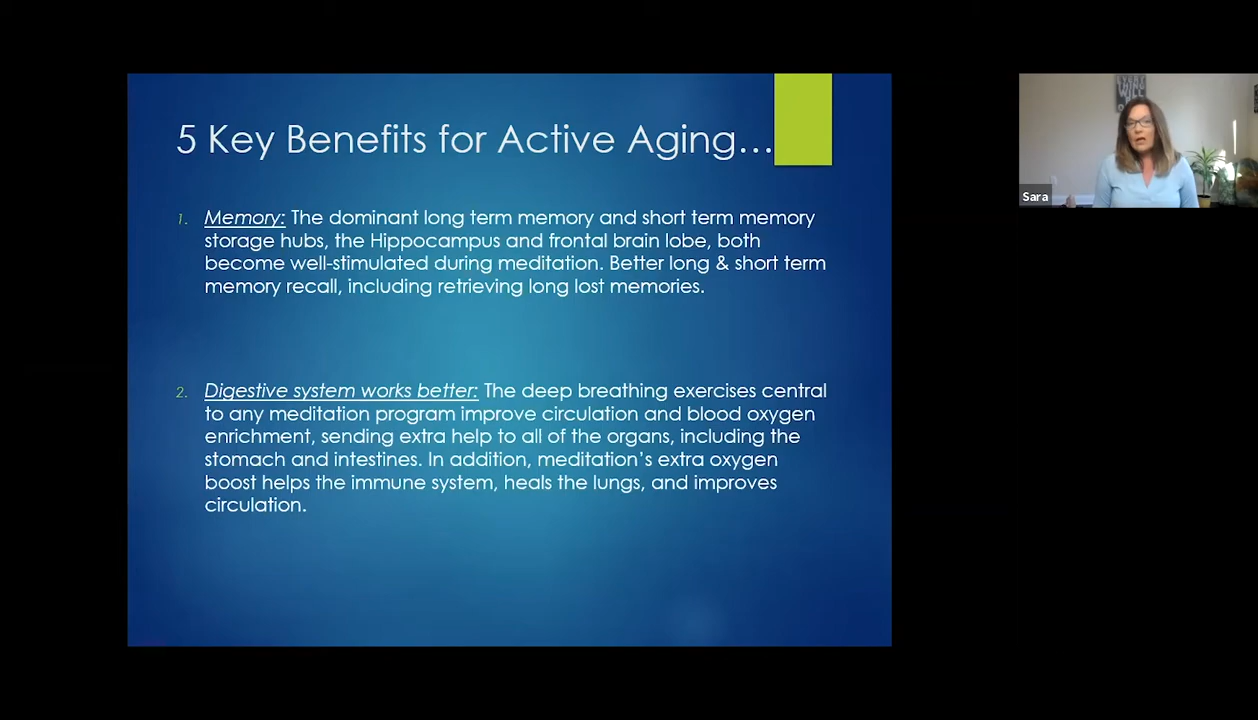 5 Key Benefits for Active Aging...
1. Memory: The dominant long term memory and short term memory
storage hubs, the Hippocampus and frontal brain lobe, both
become well-stimulated during meditation. Better long & short term
memory recall, including retrieving long lost memories.
2. Digestive system works better: The deep breathing exercises central
to any meditation program improve circulation and blood oxygen
enrichment, sending extra help to all of the organs, including the
stomach and intestines. In addition, meditation's extra oxygen
boost helps the immune system, heals the lungs, and improves
circulation.
EVERY
THING
WILL
Sara